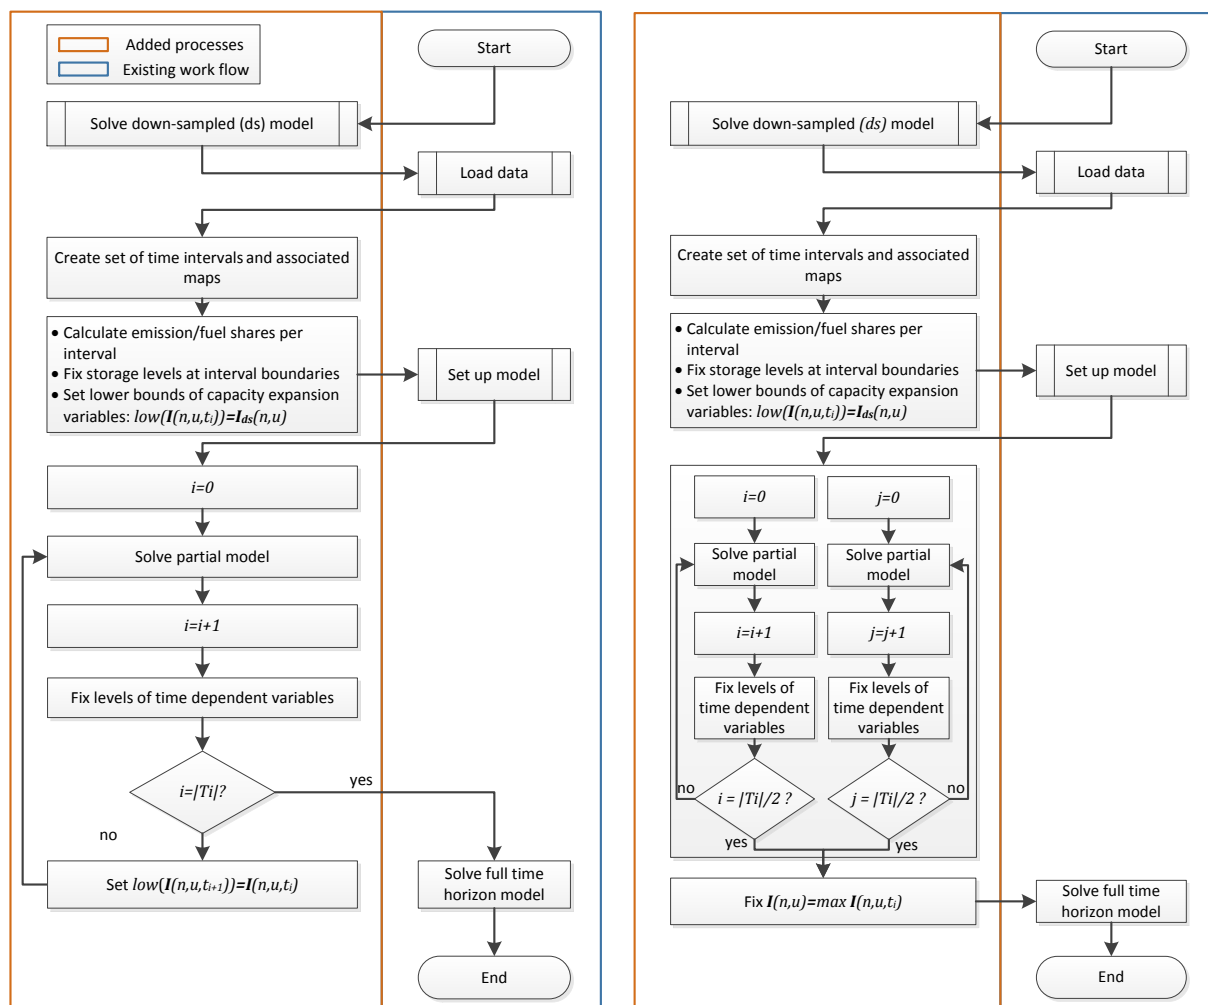 Added processes
Existing work flow
Start
Solve down-sampled (ds) model
Load data
Create set of time intervals and associated
maps
• Calculate emission/fuel shares per
interval
• Fix storage levels at interval boundaries
• Set lower bounds of capacity expansion
variables: low(I(n,u,tᵢ))=I_ds(n,u)
Set up model
i=0
Solve partial model
i=i+1
Fix levels of time dependent variables
i=|Ti|?
yes
no
Set low(I(n,u,tᵢ₊₁))=I(n,u,tᵢ)
Solve full time
horizon model
End
Start
Solve down-sampled (ds) model
Load data
Create set of time intervals and associated
maps
• Calculate emission/fuel shares per
interval
• Fix storage levels at interval boundaries
• Set lower bounds of capacity expansion
variables: low(I(n,u,tᵢ))=I_ds(n,u)
Set up model
i=0
Solve partial
model
i=i+1
Fix levels of
time dependent
variables
no
i = |Ti|/2 ?
yes
j=0
Solve partial
model
j=j+1
Fix levels of
time dependent
variables
j = |Ti|/2 ?
no
yes
Fix I(n,u)=max I(n,u,tᵢ)
Solve full time
horizon model
End